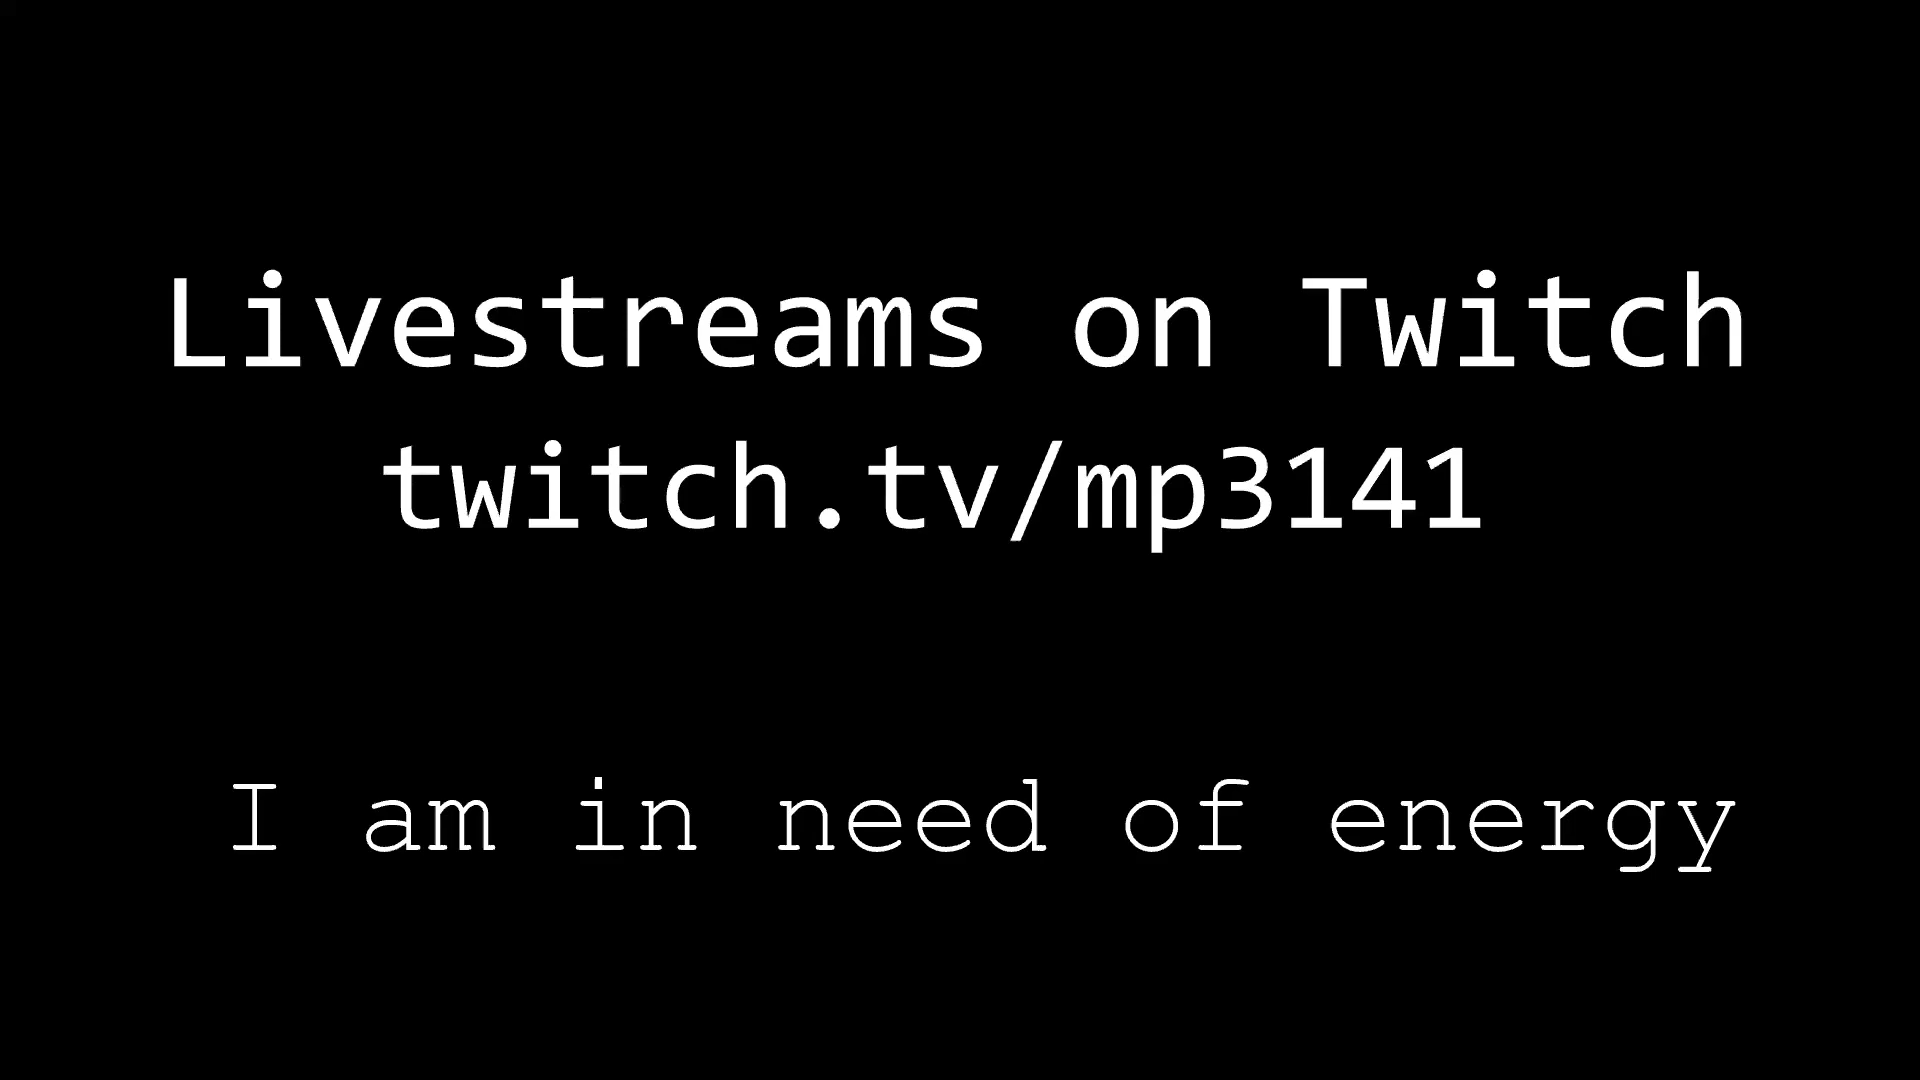 Livestreams on Twitch
twitch.tv/mp3141
I am in need of energy